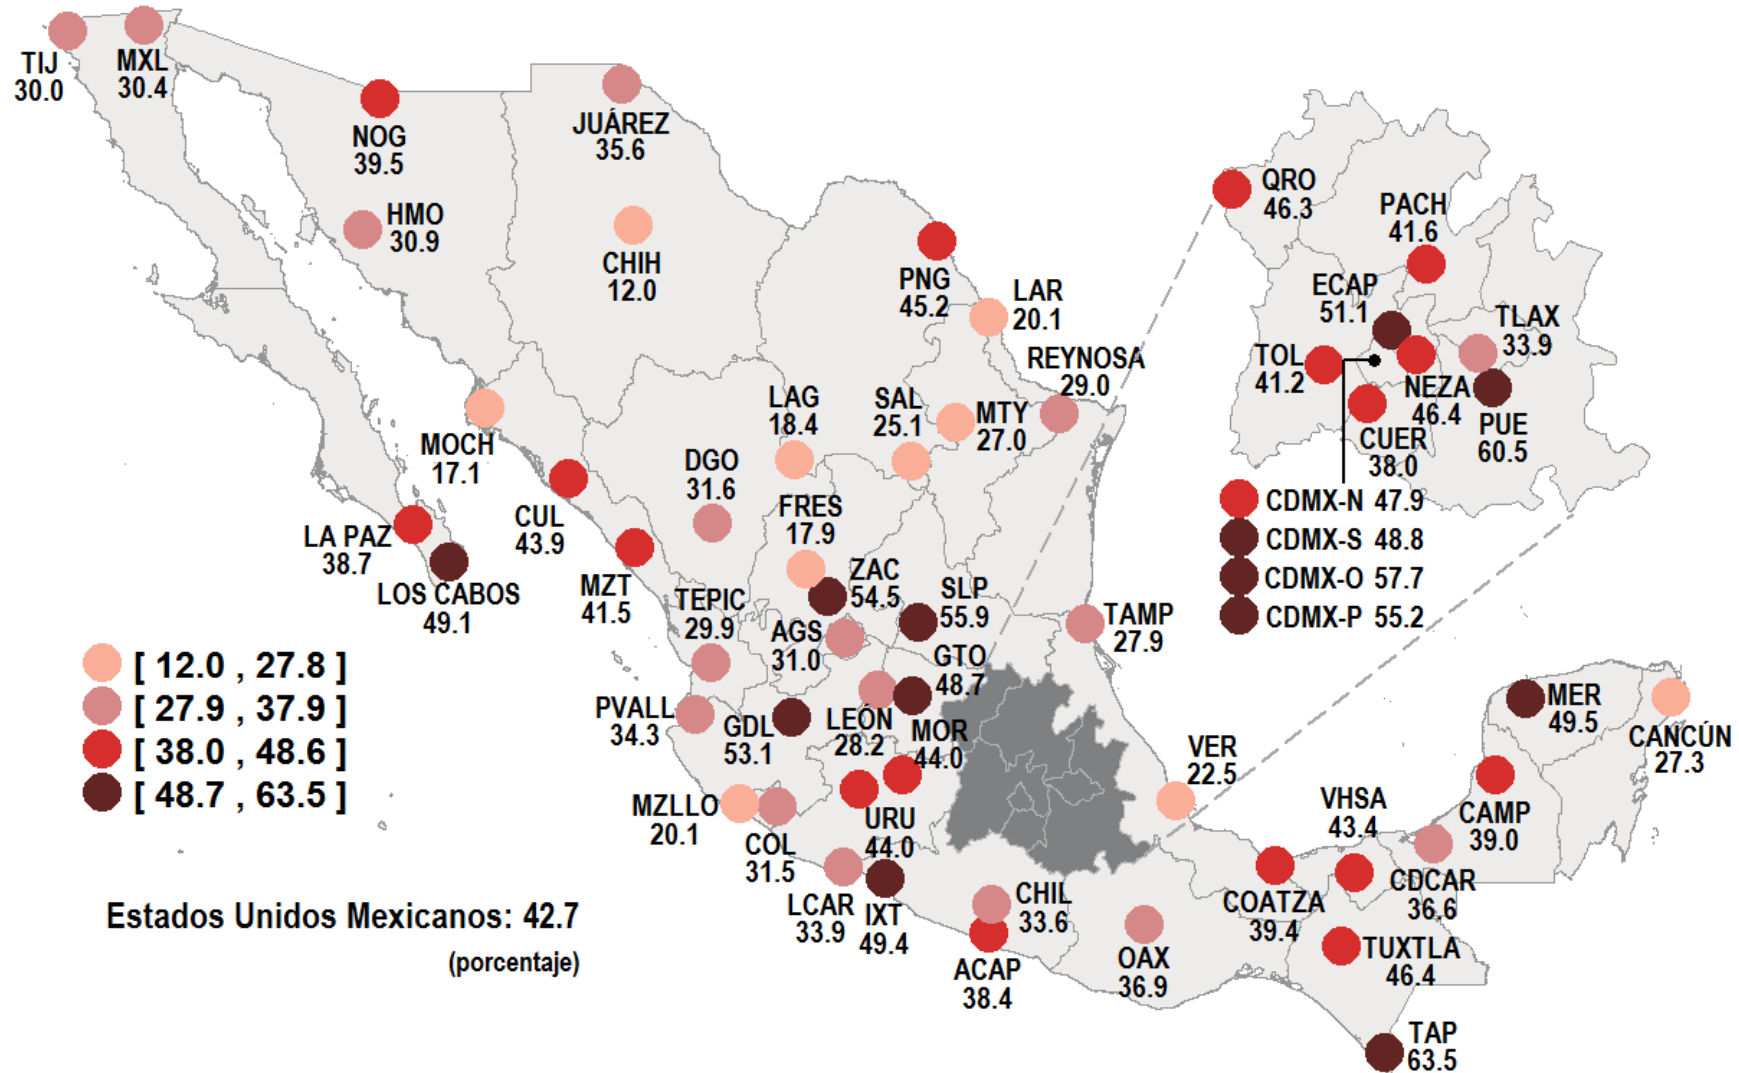 TIJ
30.0
MXL
30.4
NOG
39.5
HMO
30.9
JUÁREZ
35.6
CHIH
12.0
PNG
45.2
LAR
20.1
REYNOSA
29.0
LAG
18.4
SAL
25.1
MTY
27.0
MOCH
17.1
DGO
31.6
FRES
17.9
CUL
43.9
LA PAZ
38.7
LOS CABOS
49.1
MZT
41.5
ZAC
54.5
SLP
55.9
TEPIC
29.9
AGS
31.0
TAMP
27.9
GTO
48.7
PVALL
34.3
GDL
53.1
LEÓN
28.2
MOR
44.0
MZLLO
20.1
COL
31.5
URU
44.0
LCAR
33.9
IXT
49.4
CHIL
33.6
ACAP
38.4
OAX
36.9
VER
22.5
COATZA
39.4
VHSA
43.4
CDCAR
36.6
CAMP
39.0
MER
49.5
CANCÚN
27.3
TUXTLA
46.4
TAP
63.5
QRO
46.3
PACH
41.6
ECAP
51.1
TLAX
33.9
TOL
41.2
NEZA
46.4
CUER
38.0
PUE
60.5
CDMX-N 47.9
CDMX-S 48.8
CDMX-O 57.7
CDMX-P 55.2
[ 12.0 , 27.8 ]
[ 27.9 , 37.9 ]
[ 38.0 , 48.6 ]
[ 48.7 , 63.5 ]
Estados Unidos Mexicanos: 42.7
(porcentaje)